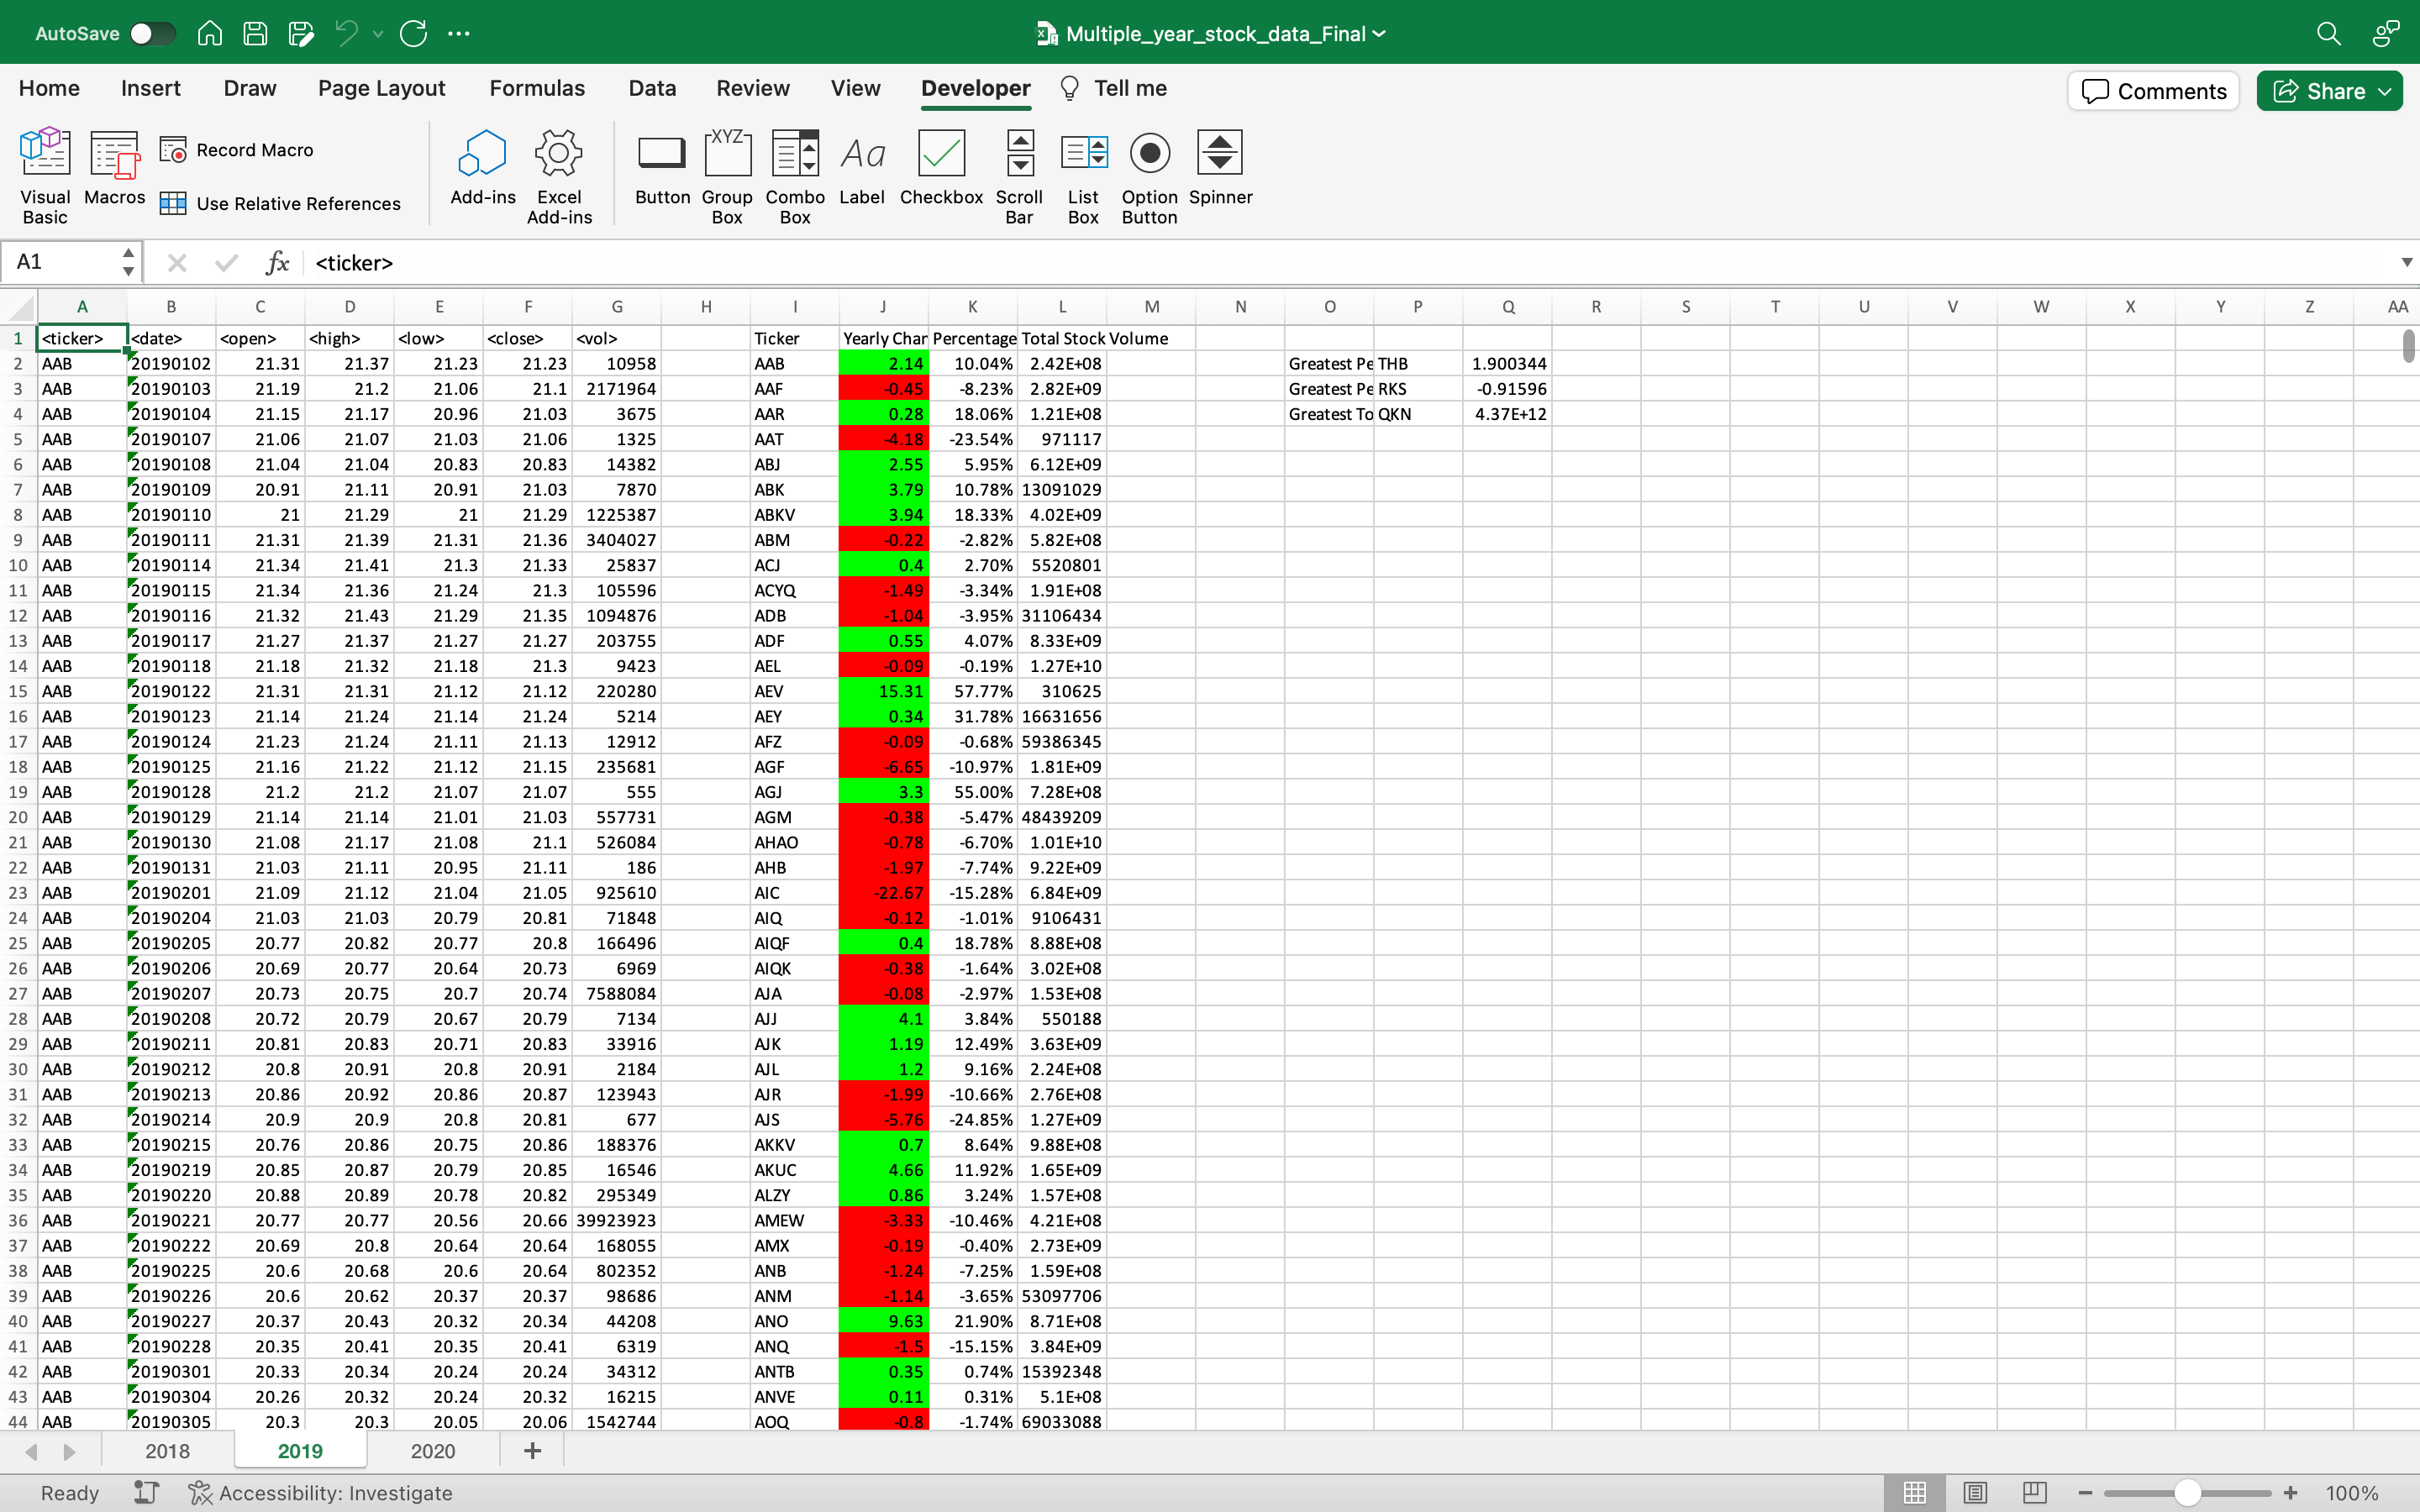 AutoSave Multiple_year_stock_data_Final
Home Insert Draw Page Layout Formulas Data Review View Developer Tell me Comments Share
Visual Basic Macros Record Macro Use Relative References Add-ins Excel Add-ins Button XYZ Group Box Combo Box Aa Label Checkbox Scroll Bar List Box Option Button Spinner
A1 fx <ticker>
A B C D E F G H I J K L M N O P Q R S T U V W X Y Z AA
1 <ticker> <date> <open> <high> <low> <close> <vol> Ticker Yearly Char Percentage Total Stock Volume
2 AAB 20190102 21.31 21.37 21.23 21.23 10958 AAB 2.14 10.04% 2.42E+08 Greatest Pe THB 1.900344
3 AAB 20190103 21.19 21.2 21.06 21.1 2171964 AAF -0.45 -8.23% 2.82E+09 Greatest Pe RKS -0.91596
4 AAB 20190104 21.15 21.17 20.96 21.03 3675 AAR 0.28 18.06% 1.21E+08 Greatest To QKN 4.37E+12
5 AAB 20190107 21.06 21.07 21.03 21.06 1325 AAT -4.18 -23.54% 971117
6 AAB 20190108 21.04 21.04 20.83 20.83 14382 ABJ 2.55 5.95% 6.12E+09
7 AAB 20190109 20.91 21.11 20.91 21.03 7870 ABK 3.79 10.78% 13091029
8 AAB 20190110 21 21.29 21 21.29 1225387 ABKV 3.94 18.33% 4.02E+09
9 AAB 20190111 21.31 21.39 21.31 21.36 3404027 ABM -0.22 -2.82% 5.82E+08
10 AAB 20190114 21.34 21.41 21.3 21.33 25837 ACJ 0.4 2.70% 5520801
11 AAB 20190115 21.34 21.36 21.24 21.3 105596 ACYQ -1.49 -3.34% 1.91E+08
12 AAB 20190116 21.32 21.43 21.29 21.35 1094876 ADB -1.04 -3.95% 31106434
13 AAB 20190117 21.27 21.37 21.27 21.27 203755 ADF 0.55 4.07% 8.33E+09
14 AAB 20190118 21.18 21.32 21.18 21.3 9423 AEL -0.09 -0.19% 1.27E+10
15 AAB 20190122 21.31 21.31 21.12 21.12 220280 AEV 15.31 57.77% 310625
16 AAB 20190123 21.14 21.24 21.14 21.24 5214 AEY 0.34 31.78% 16631656
17 AAB 20190124 21.23 21.24 21.11 21.13 12912 AFZ -0.09 -0.68% 59386345
18 AAB 20190125 21.16 21.22 21.12 21.15 235681 AGF -6.65 -10.97% 1.81E+09
19 AAB 20190128 21.2 21.2 21.07 21.07 555 AGJ 3.3 55.00% 7.28E+08
20 AAB 20190129 21.14 21.14 21.01 21.03 557731 AGM -0.38 -5.47% 48439209
21 AAB 20190130 21.08 21.17 21.08 21.1 526084 AHAO -0.78 -6.70% 1.01E+10
22 AAB 20190131 21.03 21.11 20.95 21.11 186 AHB -1.97 -7.74% 9.22E+09
23 AAB 20190201 21.09 21.12 21.04 21.05 925610 AIC -22.67 -15.28% 6.84E+09
24 AAB 20190204 21.03 21.03 20.79 20.81 71848 AIQ -0.12 -1.01% 9106431
25 AAB 20190205 20.77 20.82 20.77 20.8 166496 AIQF 0.4 18.78% 8.88E+08
26 AAB 20190206 20.69 20.77 20.64 20.73 6969 AIQK -0.38 -1.64% 3.02E+08
27 AAB 20190207 20.73 20.75 20.7 20.74 7588084 AJA -0.08 -2.97% 1.53E+08
28 AAB 20190208 20.72 20.79 20.67 20.79 7134 AJJ 4.1 3.84% 550188
29 AAB 20190211 20.81 20.83 20.71 20.83 33916 AJK 1.19 12.49% 3.63E+09
30 AAB 20190212 20.8 20.91 20.8 20.91 2184 AJL 1.2 9.16% 2.24E+08
31 AAB 20190213 20.86 20.92 20.86 20.87 123943 AJR -1.99 -10.66% 2.76E+08
32 AAB 20190214 20.9 20.9 20.8 20.81 677 AJS -5.76 -24.85% 1.27E+09
33 AAB 20190215 20.76 20.86 20.75 20.86 188376 AKKV 0.7 8.64% 9.88E+08
34 AAB 20190219 20.85 20.87 20.79 20.85 16546 AKUC 4.66 11.92% 1.65E+09
35 AAB 20190220 20.88 20.89 20.78 20.82 295349 ALZY 0.86 3.24% 1.57E+08
36 AAB 20190221 20.77 20.77 20.56 20.66 39923923 AMEW -3.33 -10.46% 4.21E+08
37 AAB 20190222 20.69 20.8 20.64 20.64 168055 AMX -0.19 -0.40% 2.73E+09
38 AAB 20190225 20.6 20.68 20.6 20.64 802352 ANB -1.24 -7.25% 1.59E+08
39 AAB 20190226 20.6 20.62 20.37 20.37 98686 ANM -1.14 -3.65% 53097706
40 AAB 20190227 20.37 20.43 20.32 20.34 44208 ANO 9.63 21.90% 8.71E+08
41 AAB 20190228 20.35 20.41 20.35 20.41 6319 ANQ -1.5 -15.15% 3.84E+09
42 AAB 20190301 20.33 20.34 20.24 20.24 34312 ANTB 0.35 0.74% 15392348
43 AAB 20190304 20.26 20.32 20.24 20.32 16215 ANVE 0.11 0.31% 5.1E+08
44 AAB 20190305 20.3 20.3 20.05 20.06 1542744 AOQ -0.8 -1.74% 69033088
2018 2019 2020 +
Ready Accessibility: Investigate 100%